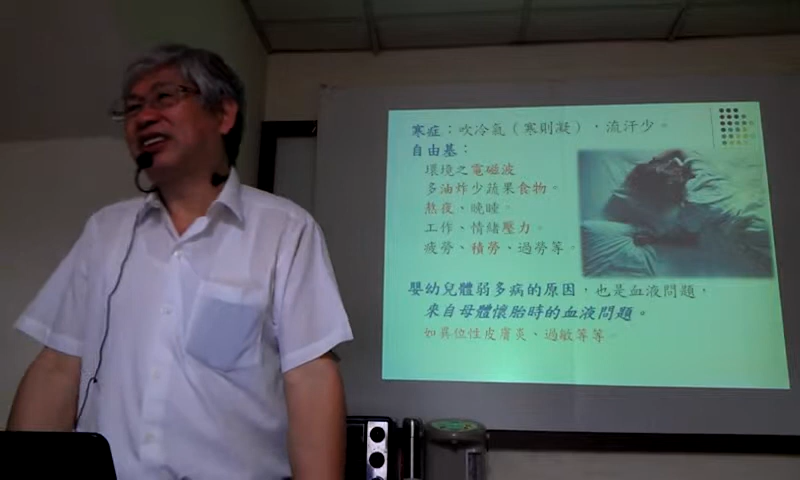 寒症：吹冷氣（寒則凝）、流汗少。
自由基：
環境之電磁波
多油炸少蔬果食物。
熬夜、晚睡。
工作、情緒壓力。
疲勞、積勞、過勞等。
嬰幼兒體弱多病的原因，也是血液問題，
來自母體懷胎時的血液問題。
如異位性皮膚炎、過敏等等。